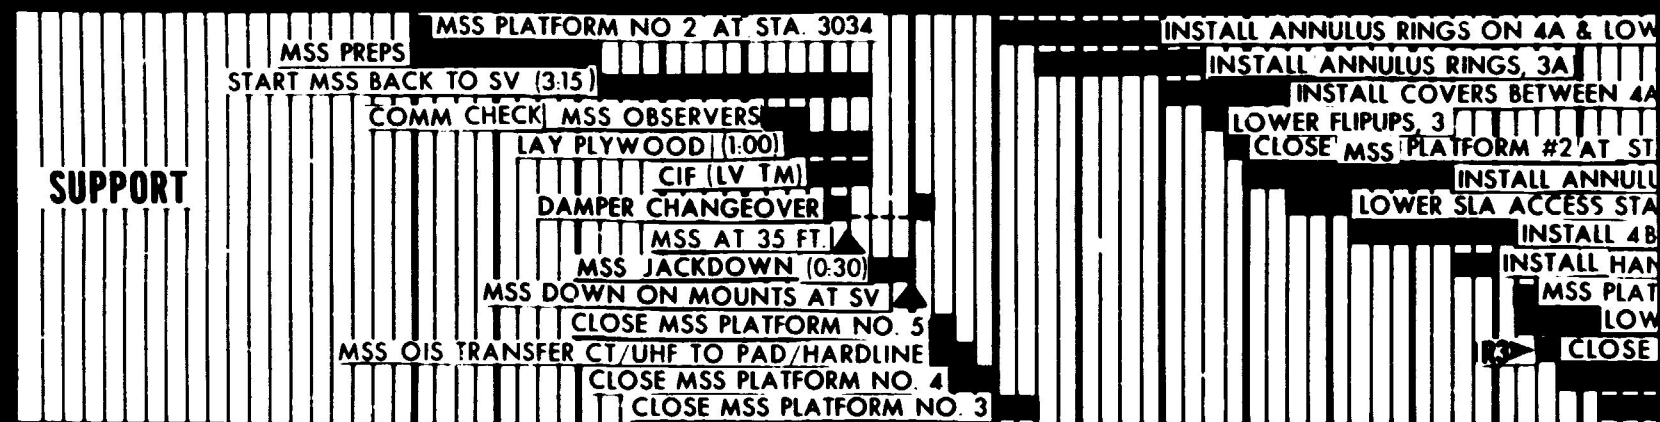 MSS PLATFORM NO 2 AT STA. 3034
MSS PREPS
START MSS BACK TO SV (3:15)
COMM CHECK MSS OBSERVERS
LAY PLYWOOD (1:00)
CIF (LV TM)
SUPPORT
DAMPER CHANGEOVER
MSS AT 35 FT.
MSS JACKDOWN (0:30)
MSS DOWN ON MOUNTS AT SV
CLOSE MSS PLATFORM NO. 5
MSS OIS TRANSFER CT/UHF TO PAD/HARDLINE
CLOSE MSS PLATFORM NO. 4
CLOSE MSS PLATFORM NO. 3
INSTALL ANNULUS RINGS ON 4A & LOW
INSTALL ANNULUS RINGS, 3A
INSTALL COVERS BETWEEN 4A
LOWER FLIPUPS, 3
CLOSE MSS PLATFORM #2 AT ST
INSTALL ANNUL
LOWER SLA ACCESS STA
INSTALL 4B
INSTALL HAN
MSS PLAT
LOW
R3 CLOSE